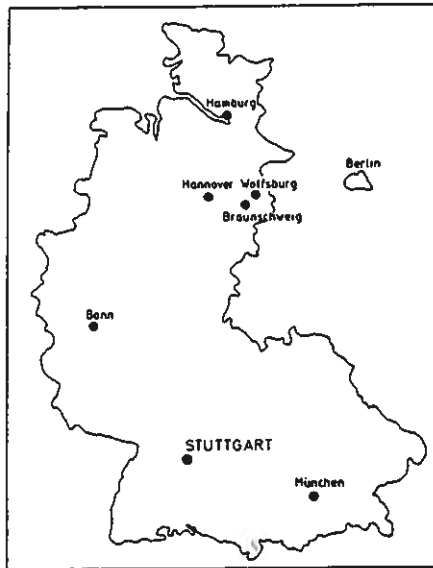 Hamburg
Berlin
Hannover Wolfsburg
Braunschweig
Bonn
STUTTGART
München